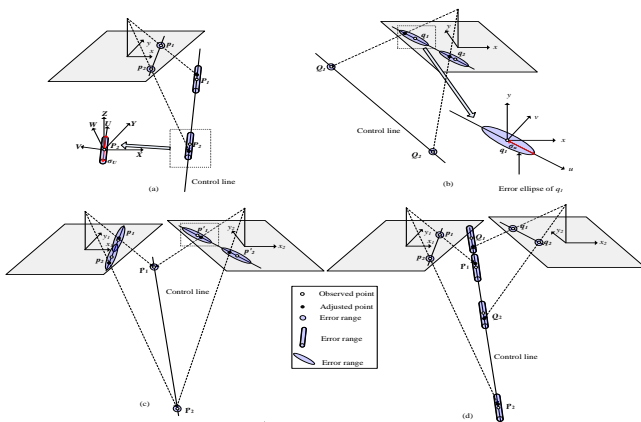 y
p₁
x
p₂
P₁
Z
W
U
Y
V
P₂
X
σU
P₂
(a)
Control line
y
q₁
x
q₂
Q₁
Control line
Q₂
y
v
x
q₁
σu
u
(b)
Error ellipse of q₁
y₁
p₁
x₁
p₂
P₁
Control line
p'₁
y₂
x₂
p'₂
P₂
(c)
Observed point
Adjusted point
Error range
Error range
Error range
y₁
p₁
p₂
Q₁
P₁
q₁
y₂
q₂
x₂
Q₂
Control line
P₂
(d)